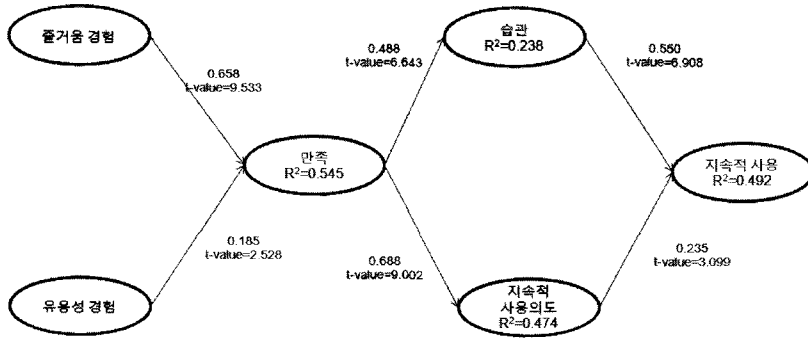 즐거움 경험
습관
R²=0.238
0.488
t-value=6.643
0.550
t-value=6.908
0.658
t-value=9.533
만족
R²=0.545
지속적 사용
R²=0.492
0.185
t-value=2.528
0.688
t-value=9.002
0.235
t-value=3.099
유용성 경험
지속적
사용의도
R²=0.474